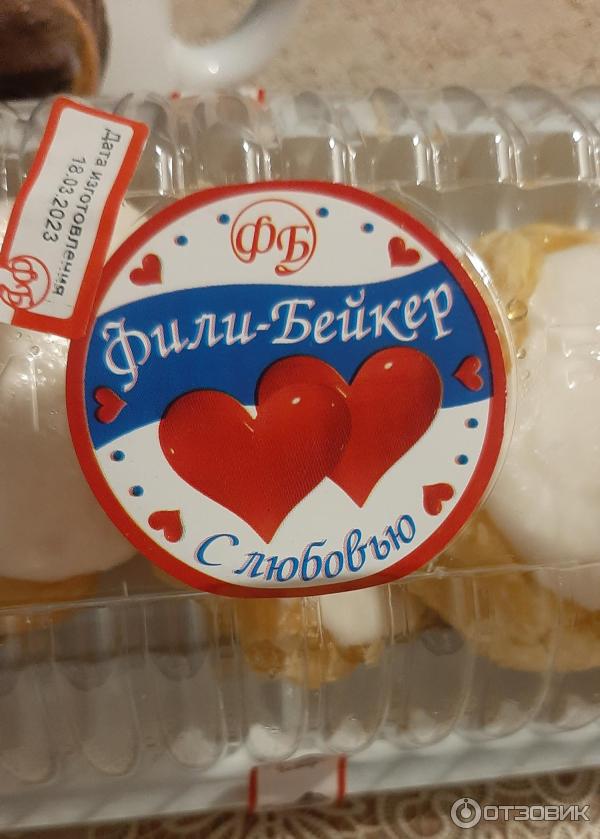 Дата изготовления
18.03.2023
ФБ
ФБ
Фили-Бейкер
С любовью
ОТЗОВИК